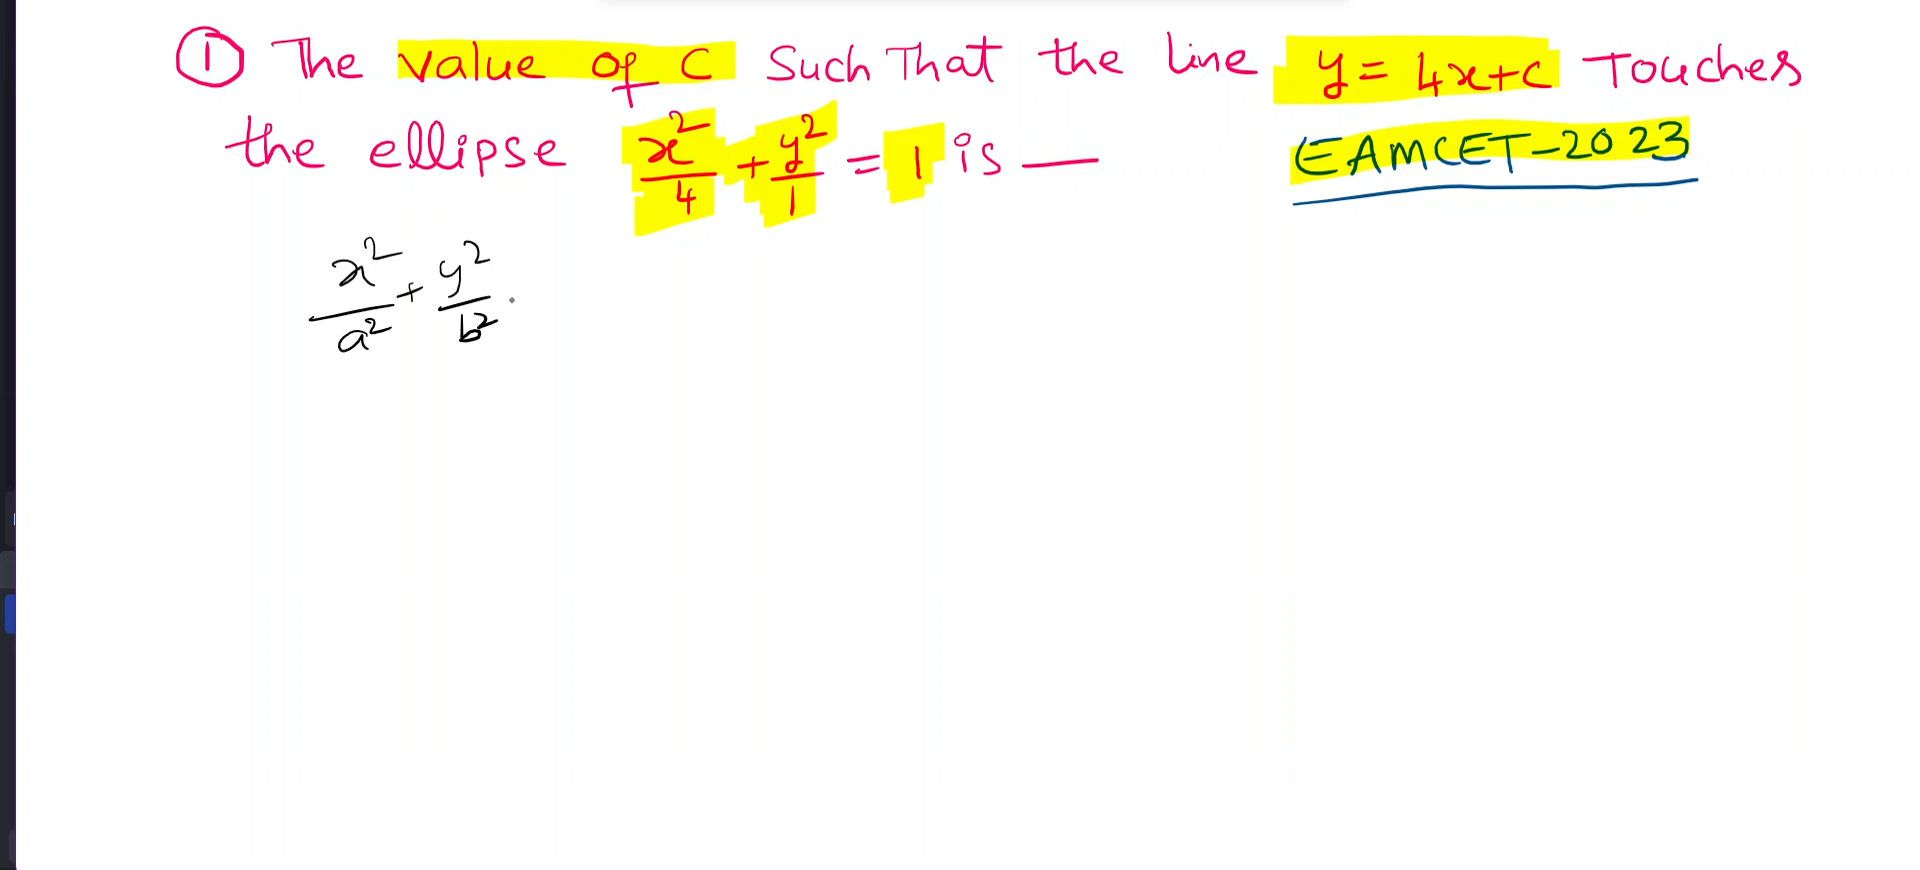 ① The value of c such That the line y = 4x+c Touches
the ellipse x²/4 + y²/1 = 1 is —
EAMCET-2023
x²/a² + y²/b²